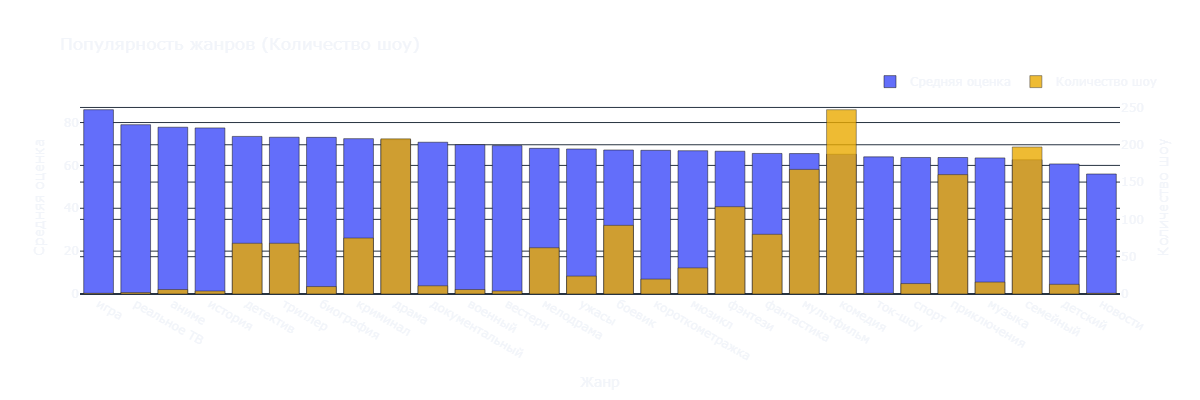 Популярность жанров (Количество шоу)
Средняя оценка
Количество шоу
80
60
40
20
0
250
200
150
100
50
0
Средняя оценка
Количество шоу
игра
реальное ТВ
аниме
история
детектив
триллер
биография
криминал
драма
документальный
военный
вестерн
мелодрама
ужасы
боевик
короткометражка
мюзикл
фэнтези
фантастика
мультфильм
комедия
ток-шоу
спорт
приключения
музыка
семейный
детский
новости
Жанр